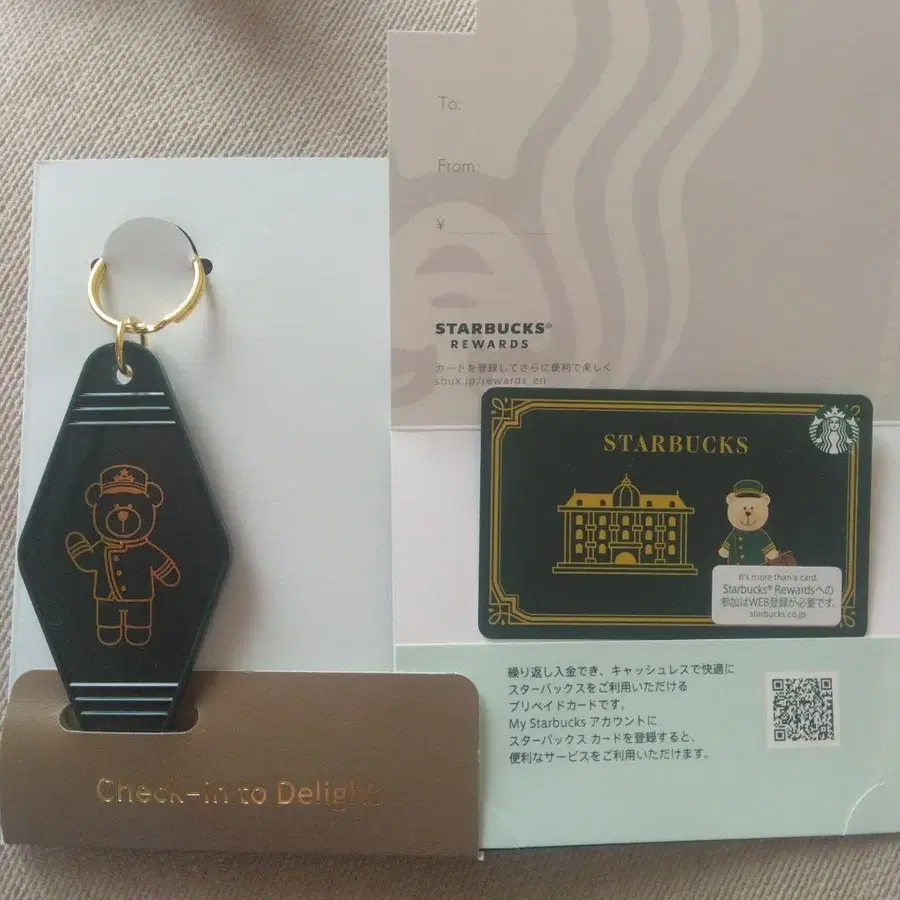 To:
From:
¥
STARBUCKS®
REWARDS
カードを登録してさらに便利で楽しく
sbux.jp/rewards_en
STARBUCKS
It's more than a card.
Starbucks® Rewardsへの
参加はWEB登録が必要です。
starbucks.co.jp
繰り返し入金でき、キャッシュレスで快適に
スターバックスをご利用いただける
プリペイドカードです。
My Starbucks アカウントに
スターバックス カードを登録すると、
便利なサービスをご利用いただけます。
Check-in to Delight